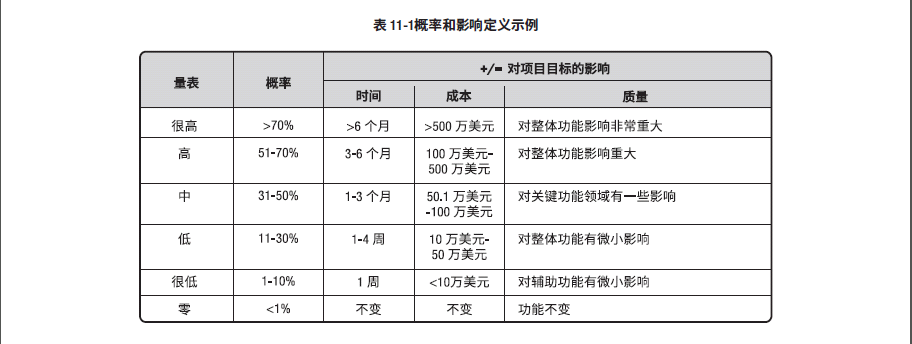 表 11-1概率和影响定义示例
量表 概率 +/– 对项目目标的影响
时间 成本 质量
很高 >70% >6 个月 >500 万美元 对整体功能影响非常重大
高 51-70% 3-6 个月 100 万美元- 对整体功能影响重大
500 万美元
中 31-50% 1-3 个月 50.1 万美元 对关键功能领域有一些影响
-100 万美元
低 11-30% 1-4 周 10 万美元- 对整体功能有微小影响
50 万美元
很低 1-10% 1 周 <10万美元 对辅助功能有微小影响
零 <1% 不变 不变 功能不变